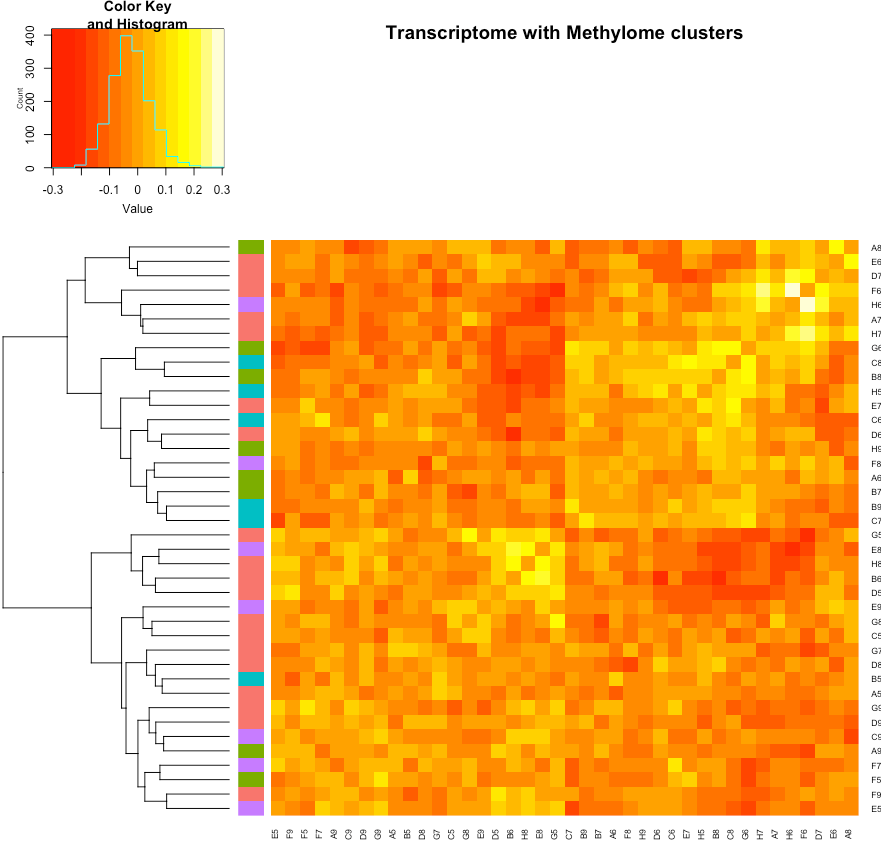 Color Key
and Histogram
Transcriptome with Methylome clusters
Count
0 100 200 300 400
-0.3 -0.1 0 0.1 0.2 0.3
Value
A8
E6
D7
F6
H6
A7
H7
G6
C8
B8
H5
E7
C6
D6
H9
F8
A6
B7
B9
C7
G5
E8
H8
B6
D5
E9
G8
C5
G7
D8
B5
A5
G9
D9
C9
A9
F7
F5
F9
E5
E5 F9 F5 F7 A9 C9 D9 G9 A5 B5 D8 G7 C5 G8 E9 D5 B6 H8 E8 G5 C7 B9 B7 A6 F8 H9 D6 C6 E7 H5 B8 C8 G6 H7 A7 H6 F6 D7 E6 A8